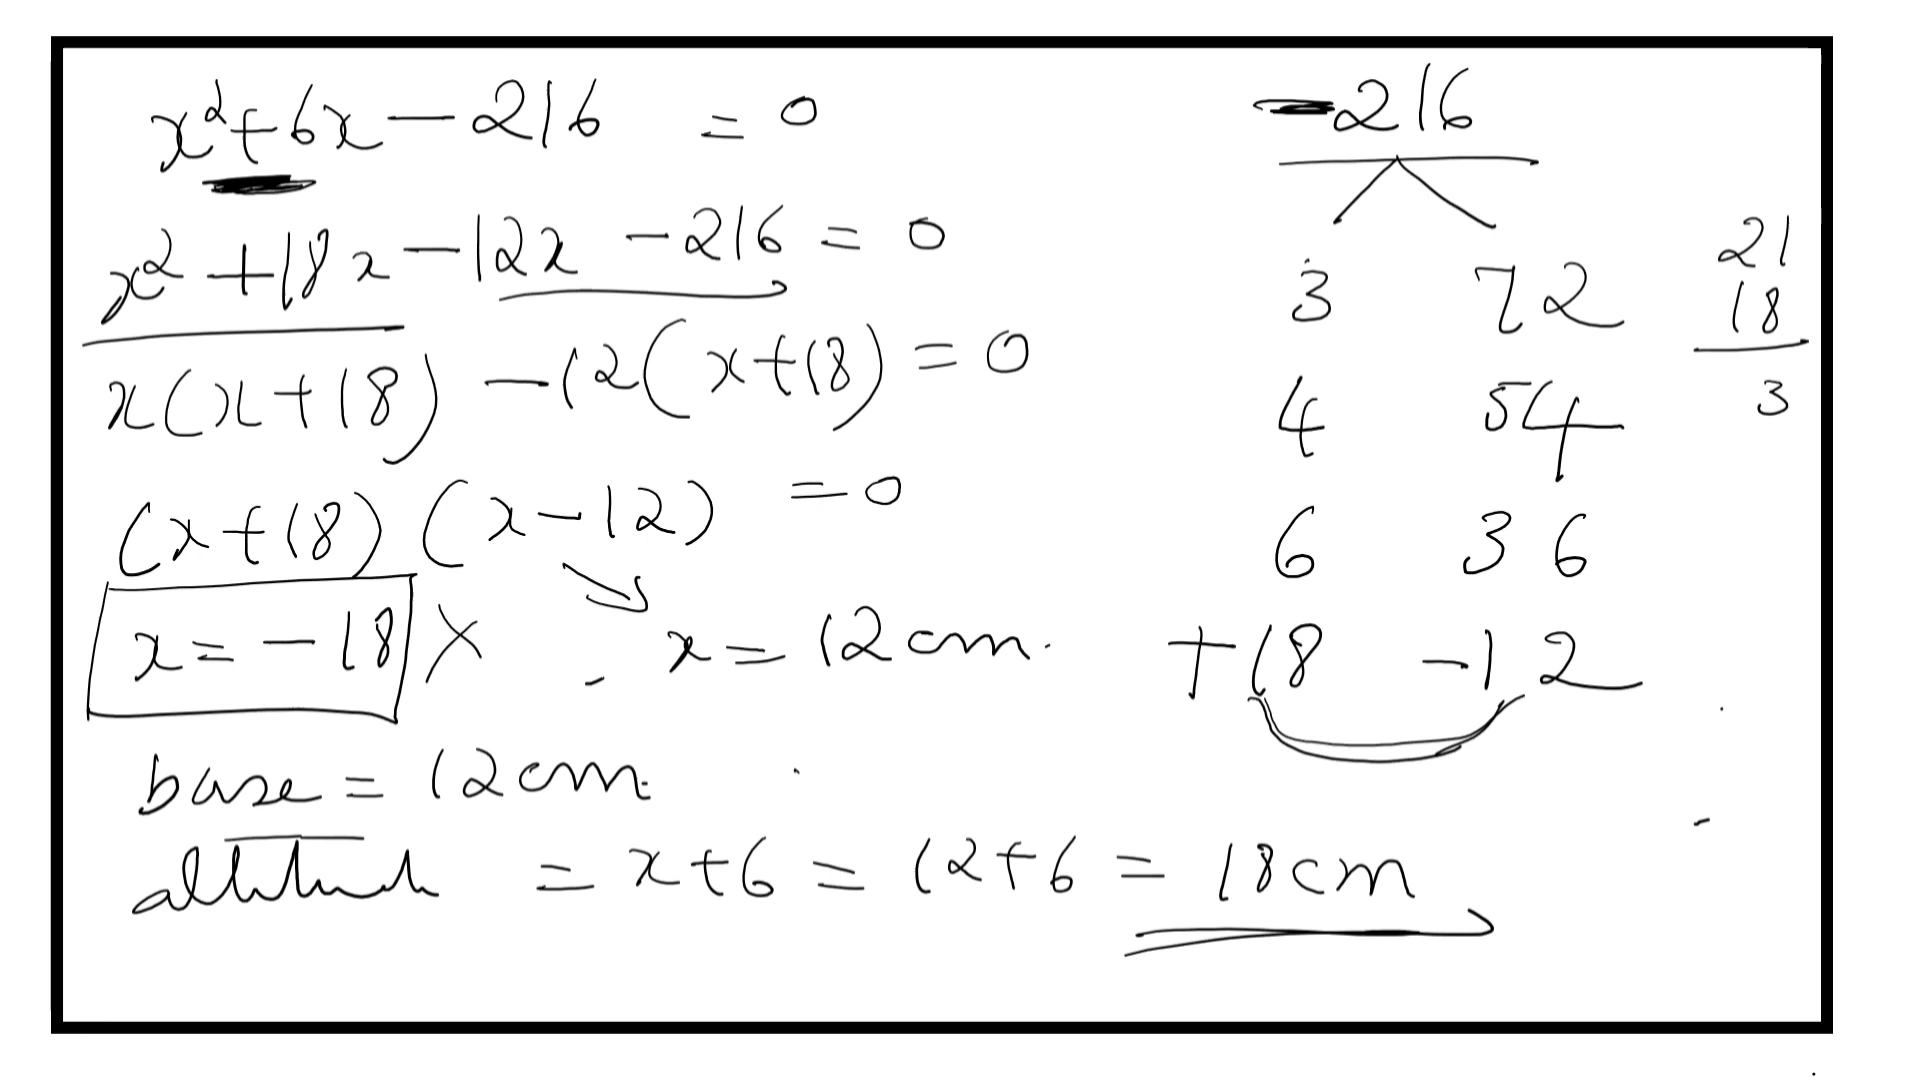 x²+6x-216 = 0
x²+18x-12x-216 = 0
x(x+18) -12(x+18) = 0
(x+18)(x-12) = 0
x = -18 x = 12cm.
base = 12cm.
= x+6 = 12+6 = 18cm
-216
3 72
4 54
6 36
+18 -12
21
18
3